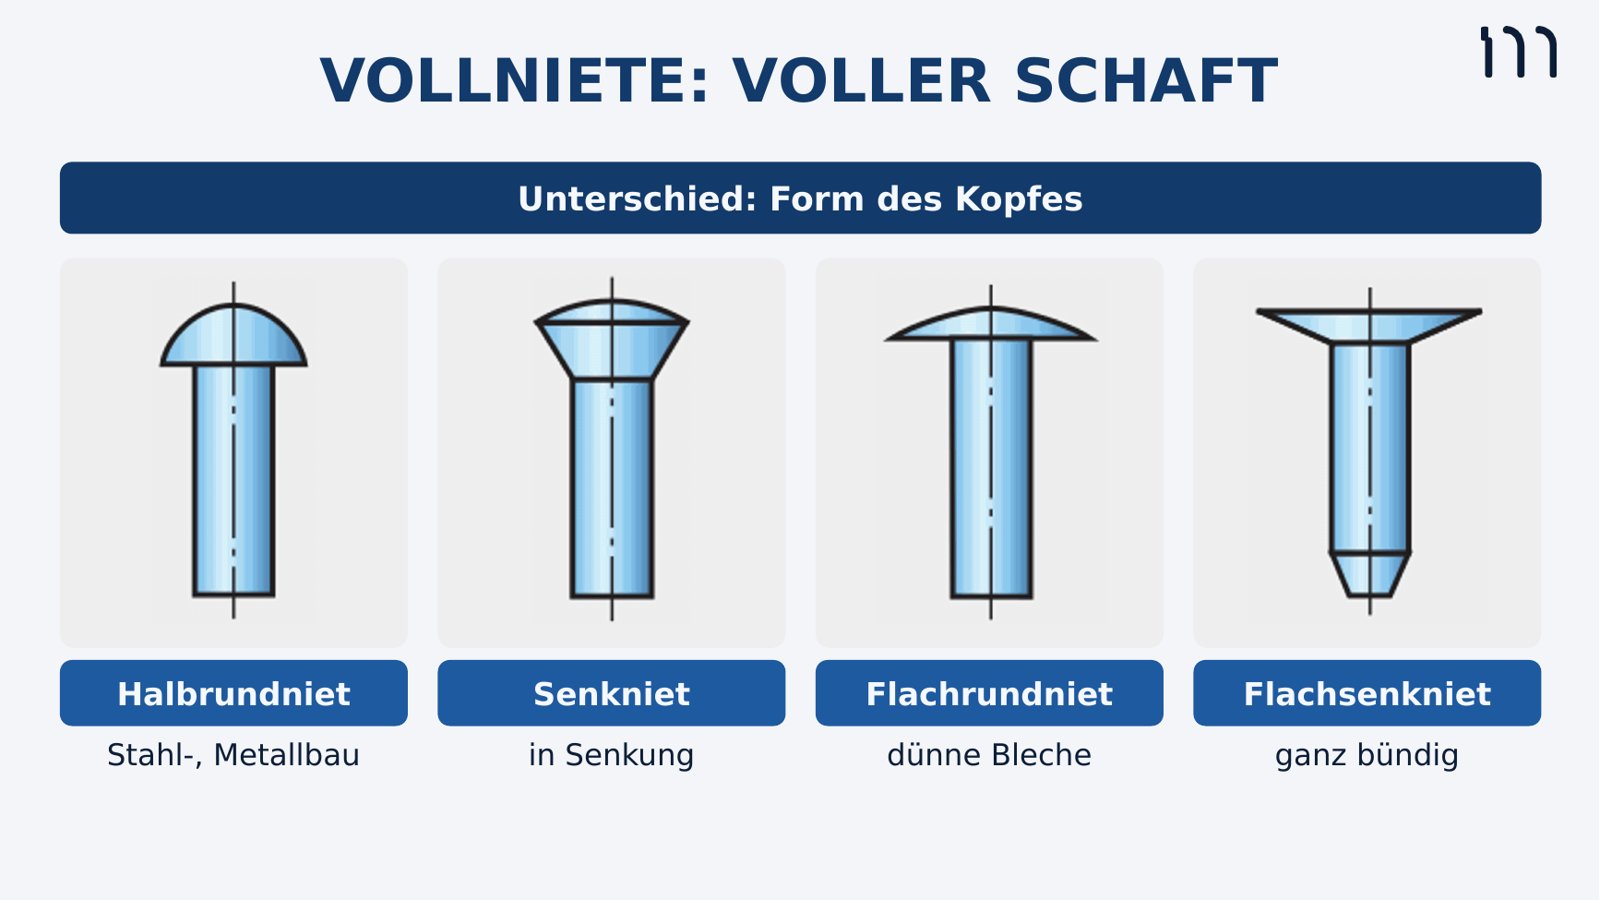 VOLLNIETE: VOLLER SCHAFT
Unterschied: Form des Kopfes
Halbrundniet
Senkniet
Flachrundniet
Flachsenkniet
Stahl-, Metallbau
in Senkung
dünne Bleche
ganz bündig